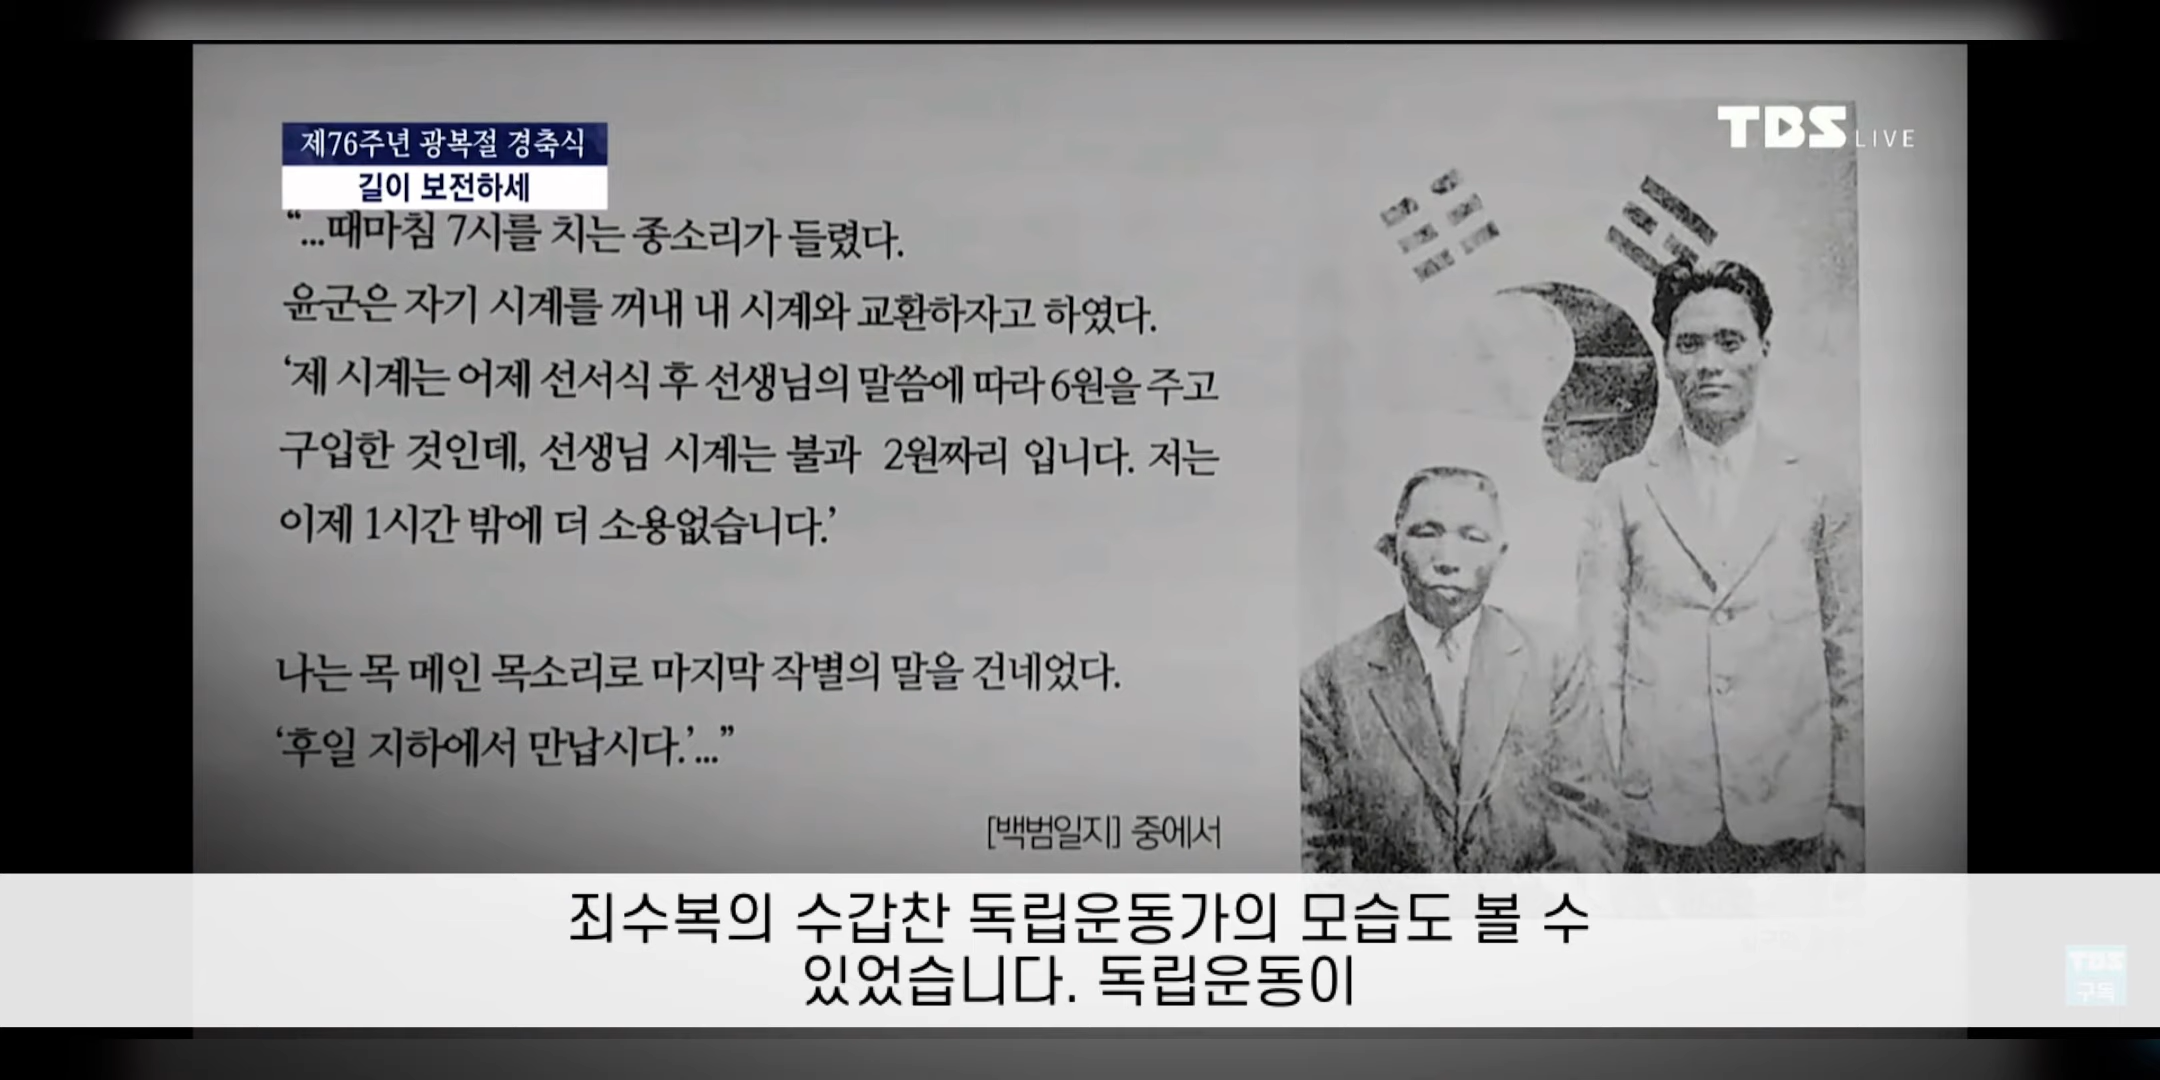 제76주년 광복절 경축식
TBS LIVE
길이 보전하세
“...때마침 7시를 치는 종소리가 들렸다.
윤군은 자기 시계를 꺼내 내 시계와 교환하자고 하였다.
‘제 시계는 어제 선서식 후 선생님의 말씀에 따라 6원을 주고
구입한 것인데, 선생님 시계는 불과 2원짜리 입니다. 저는
이제 1시간 밖에 더 소용없습니다.’
나는 목 메인 목소리로 마지막 작별의 말을 건네었다.
‘후일 지하에서 만납시다.’...”
[백범일지] 중에서
죄수복의 수갑찬 독립운동가의 모습도 볼 수
있었습니다. 독립운동이
TBS
구독